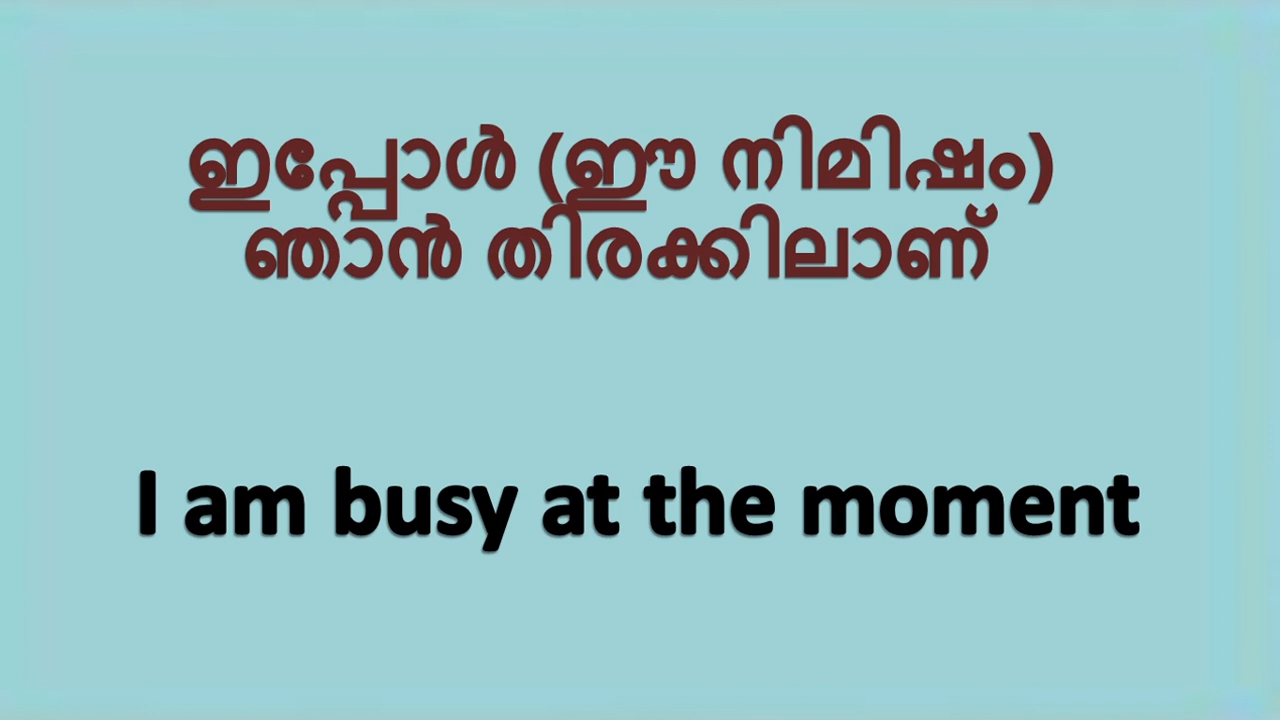 ഇപ്പോൾ (ഈ നിമിഷം)
ഞാൻ തിരക്കിലാണ്
I am busy at the moment